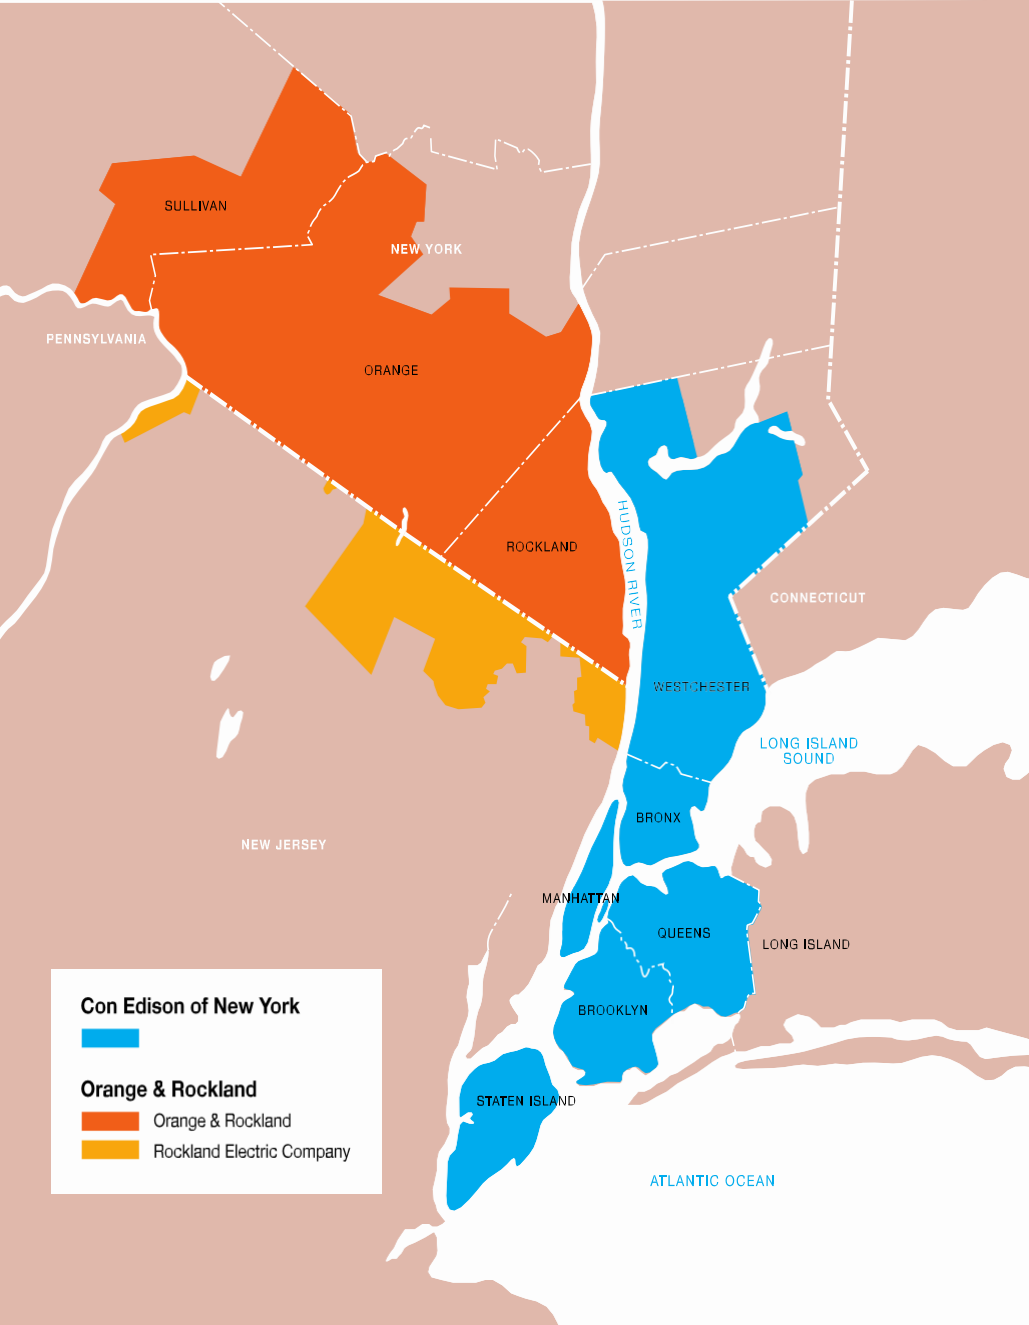 SULLIVAN
NEW YORK
PENNSYLVANIA
ORANGE
HUDSON RIVER
ROCKLAND
CONNECTICUT
WESTCHESTER
LONG ISLAND
SOUND
BRONX
NEW JERSEY
MANHATTAN
QUEENS
LONG ISLAND
BROOKLYN
STATEN ISLAND
ATLANTIC OCEAN
Con Edison of New York
Orange & Rockland
Orange & Rockland
Rockland Electric Company